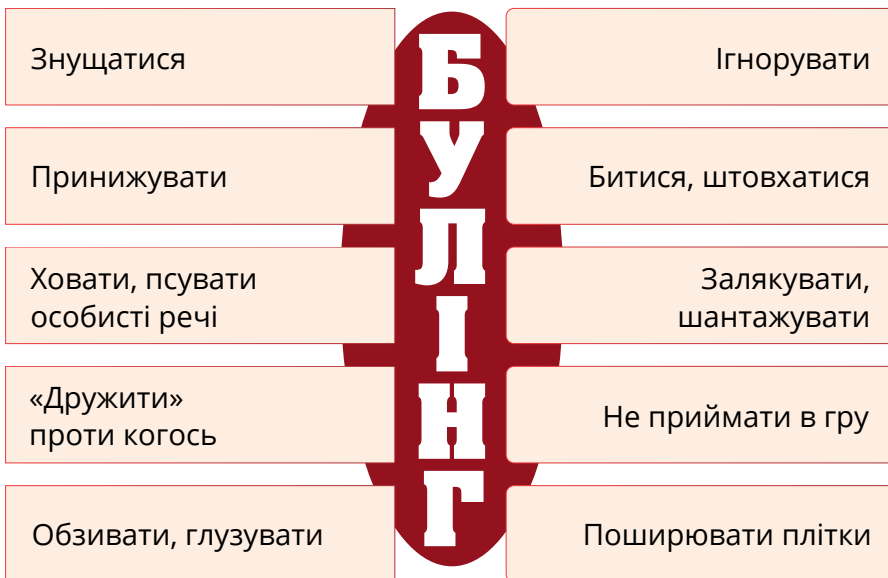 БУЛІНГ
Знущатися
Ігнорувати
Принижувати
Битися, штовхатися
Ховати, псувати
особисті речі
Залякувати,
шантажувати
«Дружити»
проти когось
Не приймати в гру
Обзивати, глузувати
Поширювати плітки